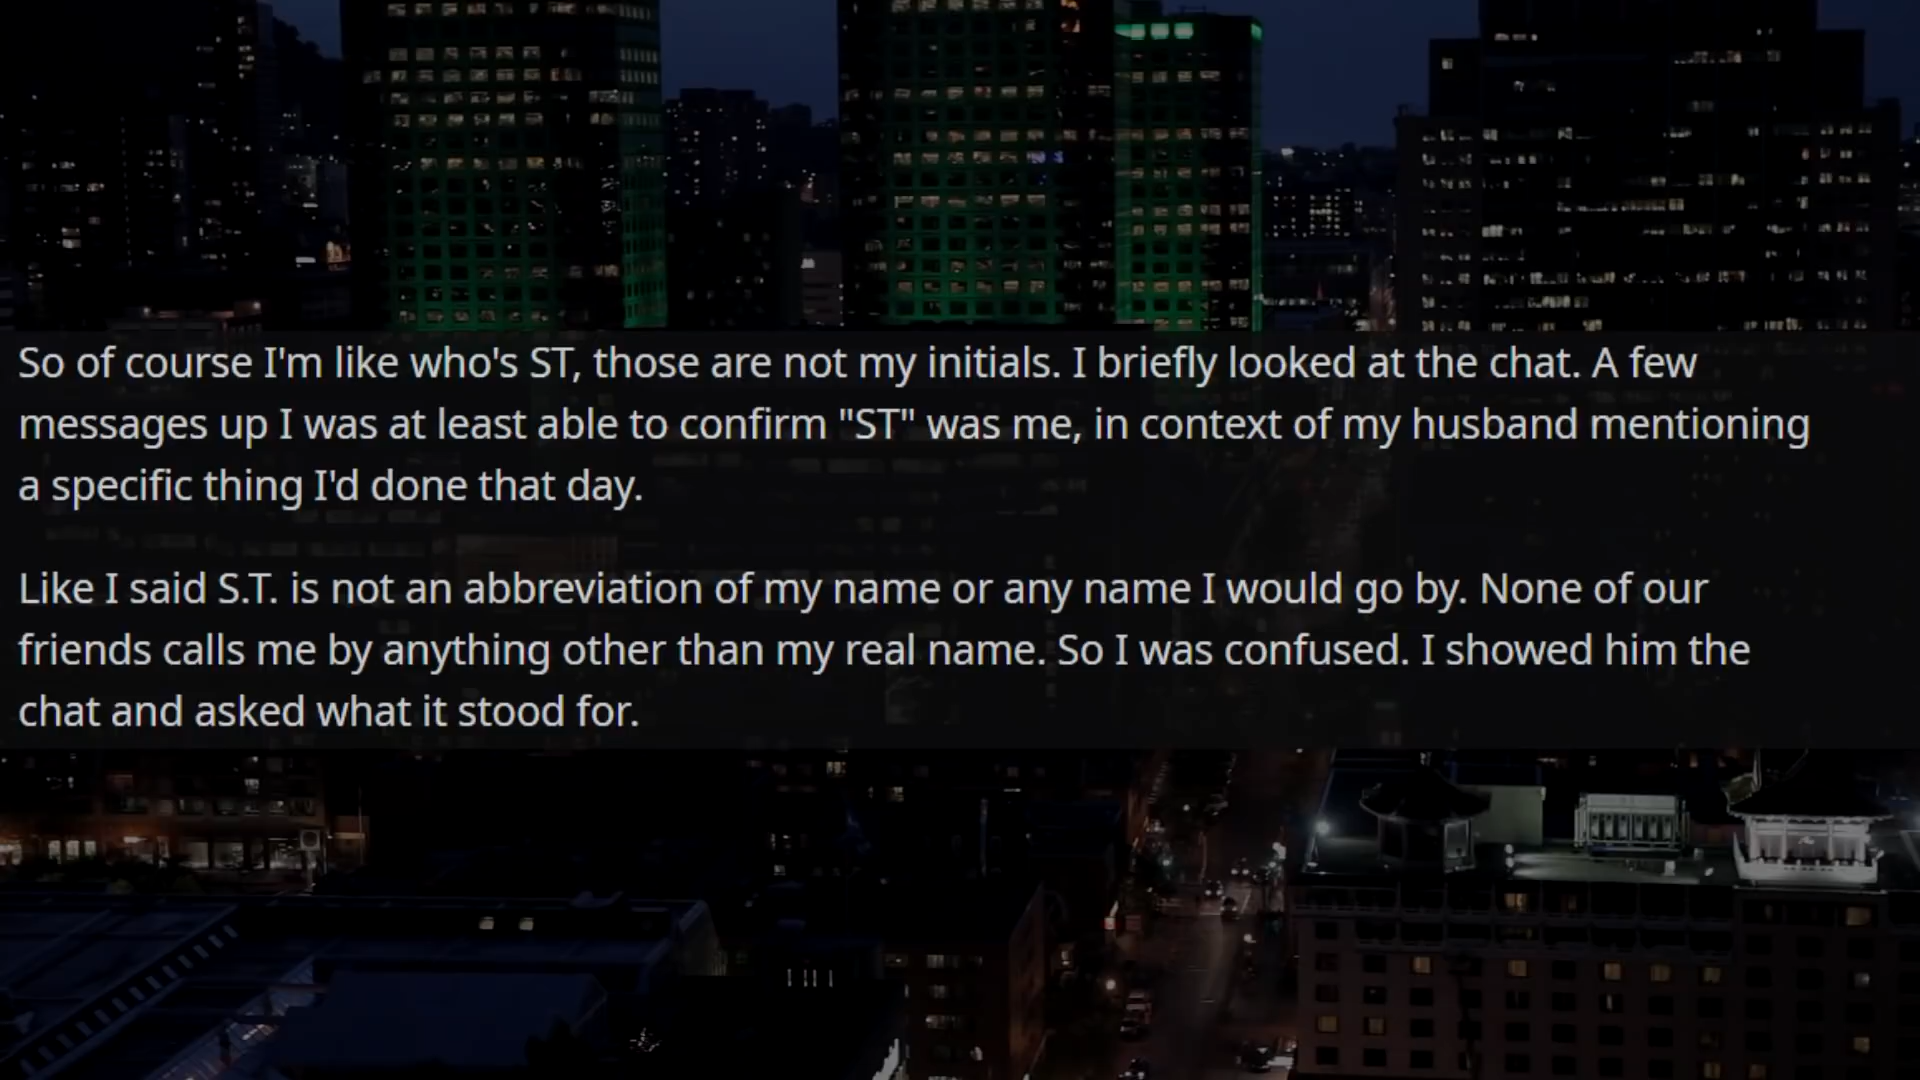 So of course I'm like who's ST, those are not my initials. I briefly looked at the chat. A few
messages up I was at least able to confirm "ST" was me, in context of my husband mentioning
a specific thing I'd done that day.
Like I said S.T. is not an abbreviation of my name or any name I would go by. None of our
friends calls me by anything other than my real name. So I was confused. I showed him the
chat and asked what it stood for.